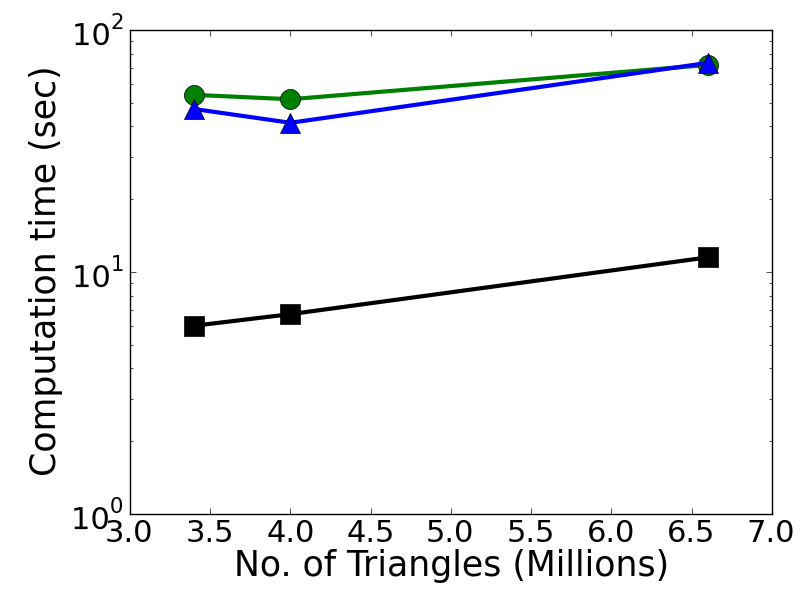 10²
10¹
10⁰
Computation time (sec)
3.0 3.5 4.0 4.5 5.0 5.5 6.0 6.5 7.0
No. of Triangles (Millions)